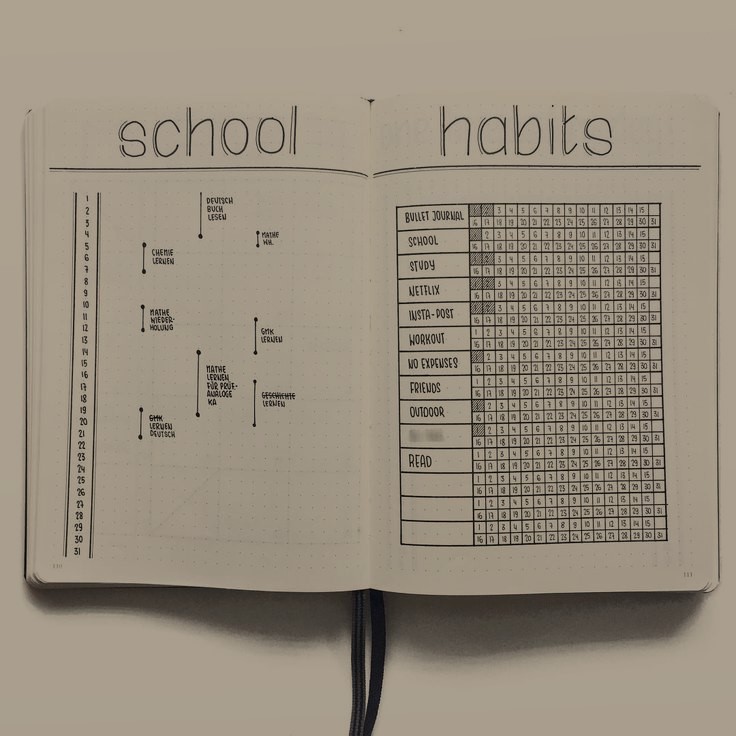 school
habits
1
2
3
4
5
6
7
8
9
10
11
12
13
14
15
16
17
18
19
20
21
22
23
24
25
26
27
28
29
30
31
DEUTSCH
BUCH
LESEN
MATHE
WH.
CHEMIE
LERNEN
MATHE
WIEDER-
HOLUNG
GMK
LERNEN
MATHE
LERNEN
FÜR PRÜF-
ANALOGE
KA
GESCHICHTE
LERNEN
GMK
LERNEN
DEUTSCH
BULLET JOURNAL
3 4 5 6 7 8 9 10 11 12 13 14 15
16 17 18 19 20 21 22 23 24 25 26 27 28 29 30 31
SCHOOL
2 3 4 5 6 7 8 9 10 11 12 13 14 15
16 17 18 19 20 21 22 23 24 25 26 27 28 29 30 31
STUDY
3 4 5 6 7 8 9 10 11 12 13 14 15
16 17 18 19 20 21 22 23 24 25 26 27 28 29 30 31
NETFLIX
3 4 5 6 7 8 9 10 11 12 13 14 15
16 17 18 19 20 21 22 23 24 25 26 27 28 29 30 31
INSTA-POST
3 4 5 6 7 8 9 10 11 12 13 14 15
16 17 18 19 20 21 22 23 24 25 26 27 28 29 30 31
WORKOUT
1 2 3 4 5 6 7 8 9 10 11 12 13 14 15
16 17 18 19 20 21 22 23 24 25 26 27 28 29 30 31
NO EXPENSES
2 3 4 5 6 7 8 9 10 11 12 13 14 15
16 17 18 19 20 21 22 23 24 25 26 27 28 29 30 31
FRIENDS
1 2 3 4 5 6 7 8 9 10 11 12 13 14 15
16 17 18 19 20 21 22 23 24 25 26 27 28 29 30 31
OUTDOOR
2 3 4 5 6 7 8 9 10 11 12 13 14 15
16 17 18 19 20 21 22 23 24 25 26 27 28 29 30 31
2 3 4 5 6 7 8 9 10 11 12 13 14 15
16 17 18 19 20 21 22 23 24 25 26 27 28 29 30 31
READ
1 2 3 4 5 6 7 8 9 10 11 12 13 14 15
16 17 18 19 20 21 22 23 24 25 26 27 28 29 30 31
1 2 3 4 5 6 7 8 9 10 11 12 13 14 15
16 17 18 19 20 21 22 23 24 25 26 27 28 29 30 31
1 2 3 4 5 6 7 8 9 10 11 12 13 14 15
16 17 18 19 20 21 22 23 24 25 26 27 28 29 30 31
1 2 3 4 5 6 7 8 9 10 11 12 13 14 15
16 17 18 19 20 21 22 23 24 25 26 27 28 29 30 31